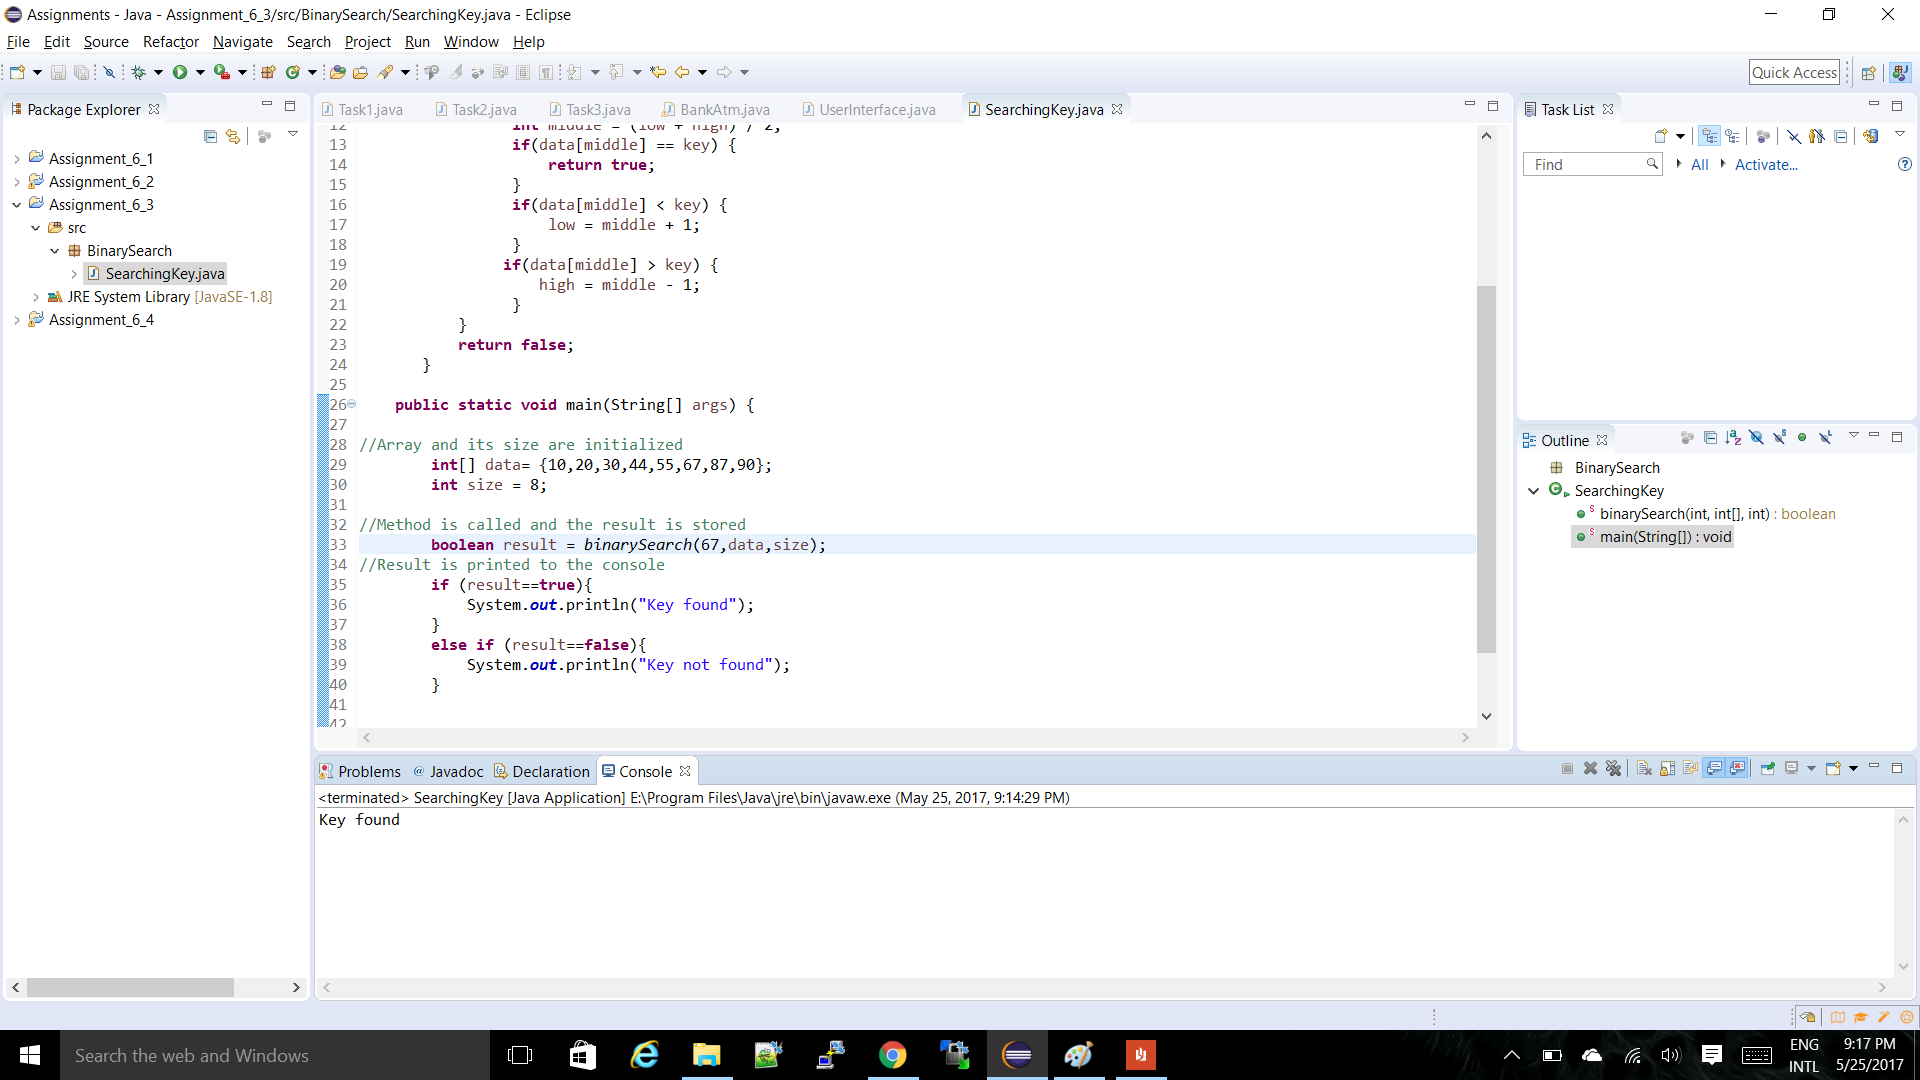 Assignments - Java - Assignment_6_3/src/BinarySearch/SearchingKey.java - Eclipse
File Edit Source Refactor Navigate Search Project Run Window Help
Quick Access
Package Explorer
Assignment_6_1
Assignment_6_2
Assignment_6_3
src
BinarySearch
SearchingKey.java
JRE System Library [JavaSE-1.8]
Assignment_6_4
Task1.java Task2.java Task3.java BankAtm.java UserInterface.java SearchingKey.java
12 int middle = (low + high) / 2;
13 if(data[middle] == key) {
14 return true;
15 }
16 if(data[middle] < key) {
17 low = middle + 1;
18 }
19 if(data[middle] > key) {
20 high = middle - 1;
21 }
22 }
23 return false;
24 }
25
26 public static void main(String[] args) {
27
28 //Array and its size are initialized
29 int[] data= {10,20,30,44,55,67,87,90};
30 int size = 8;
31
32 //Method is called and the result is stored
33 boolean result = binarySearch(67,data,size);
34 //Result is printed to the console
35 if (result==true){
36 System.out.println("Key found");
37 }
38 else if (result==false){
39 System.out.println("Key not found");
40 }
41
42
Task List
Find All Activate...
Outline
BinarySearch
SearchingKey
binarySearch(int, int[], int) : boolean
main(String[]) : void
Problems @ Javadoc Declaration Console
<terminated> SearchingKey [Java Application] E:\Program Files\Java\jre\bin\javaw.exe (May 25, 2017, 9:14:29 PM)
Key found
Search the web and Windows
ENG
INTL
9:17 PM
5/25/2017